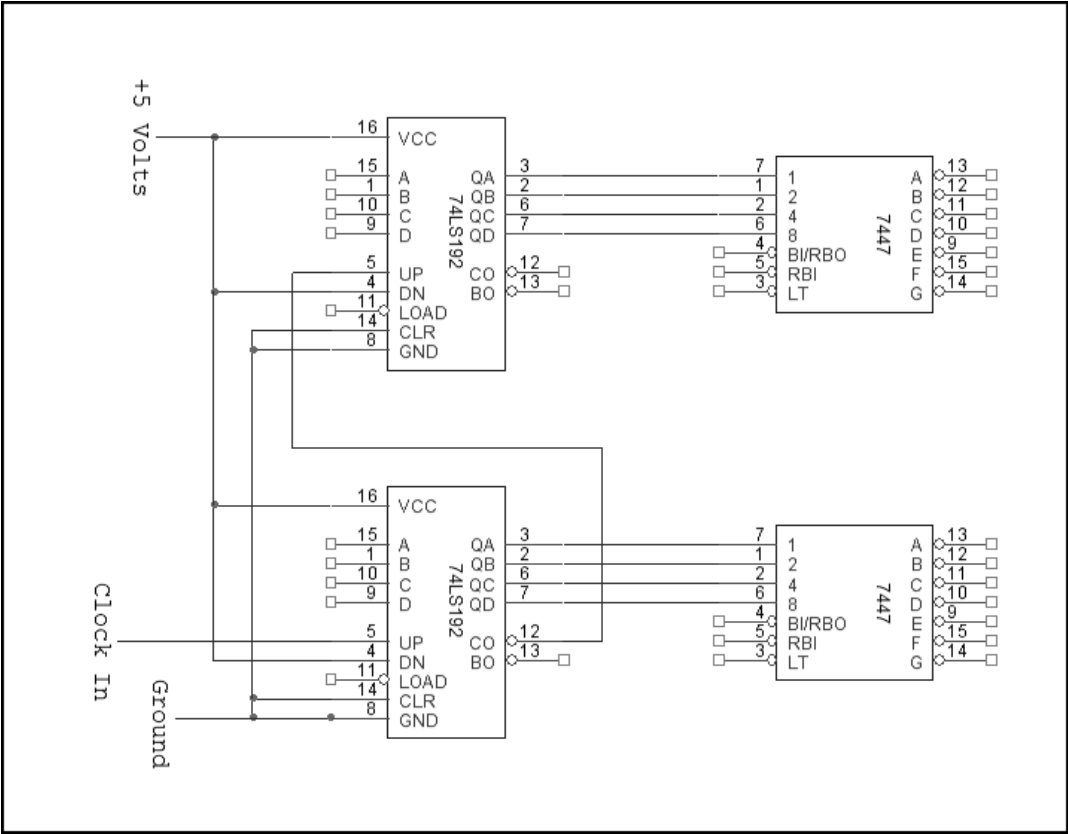 +5 Volts
16 VCC
15 A QA 3
1 B QB 2
10 C QC 6
9 D QD 7
74LS192
5 UP CO 12
4 DN BO 13
11 LOAD
14 CLR
8 GND
7 1 A 13
1 2 B 12
2 4 C 11
6 8 D 10
4 BI/RBO E 9
5 RBI F 15
3 LT G 14
7447
16 VCC
15 A QA 3
1 B QB 2
10 C QC 6
9 D QD 7
74LS192
5 UP CO 12
4 DN BO 13
11 LOAD
14 CLR
8 GND
7 1 A 13
1 2 B 12
2 4 C 11
6 8 D 10
4 BI/RBO E 9
5 RBI F 15
3 LT G 14
7447
Clock In
Ground